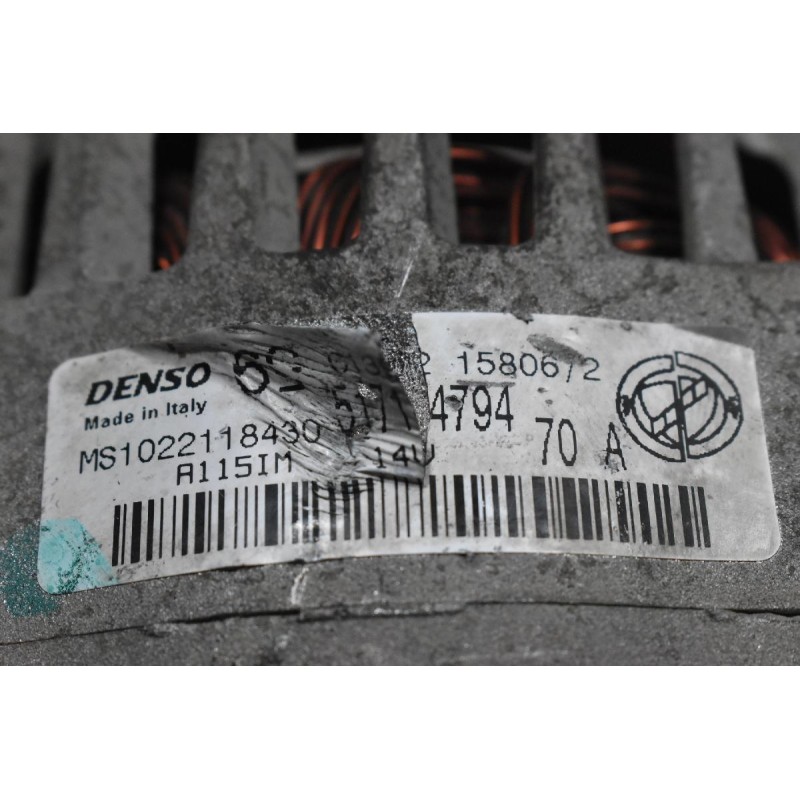 DENSO
1580672
Made in Italy
4794
MS1022118430
70 A
A115IM
14V